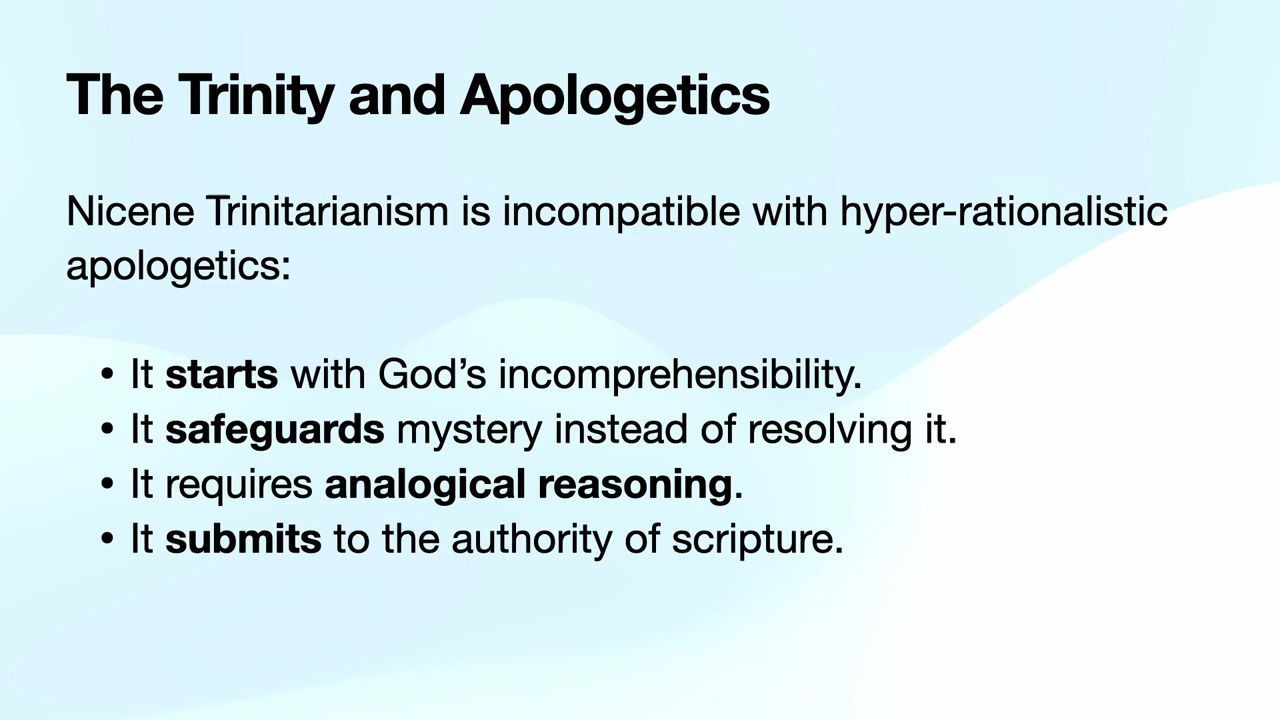 The Trinity and Apologetics
Nicene Trinitarianism is incompatible with hyper-rationalistic
apologetics:
• It starts with God’s incomprehensibility.
• It safeguards mystery instead of resolving it.
• It requires analogical reasoning.
• It submits to the authority of scripture.